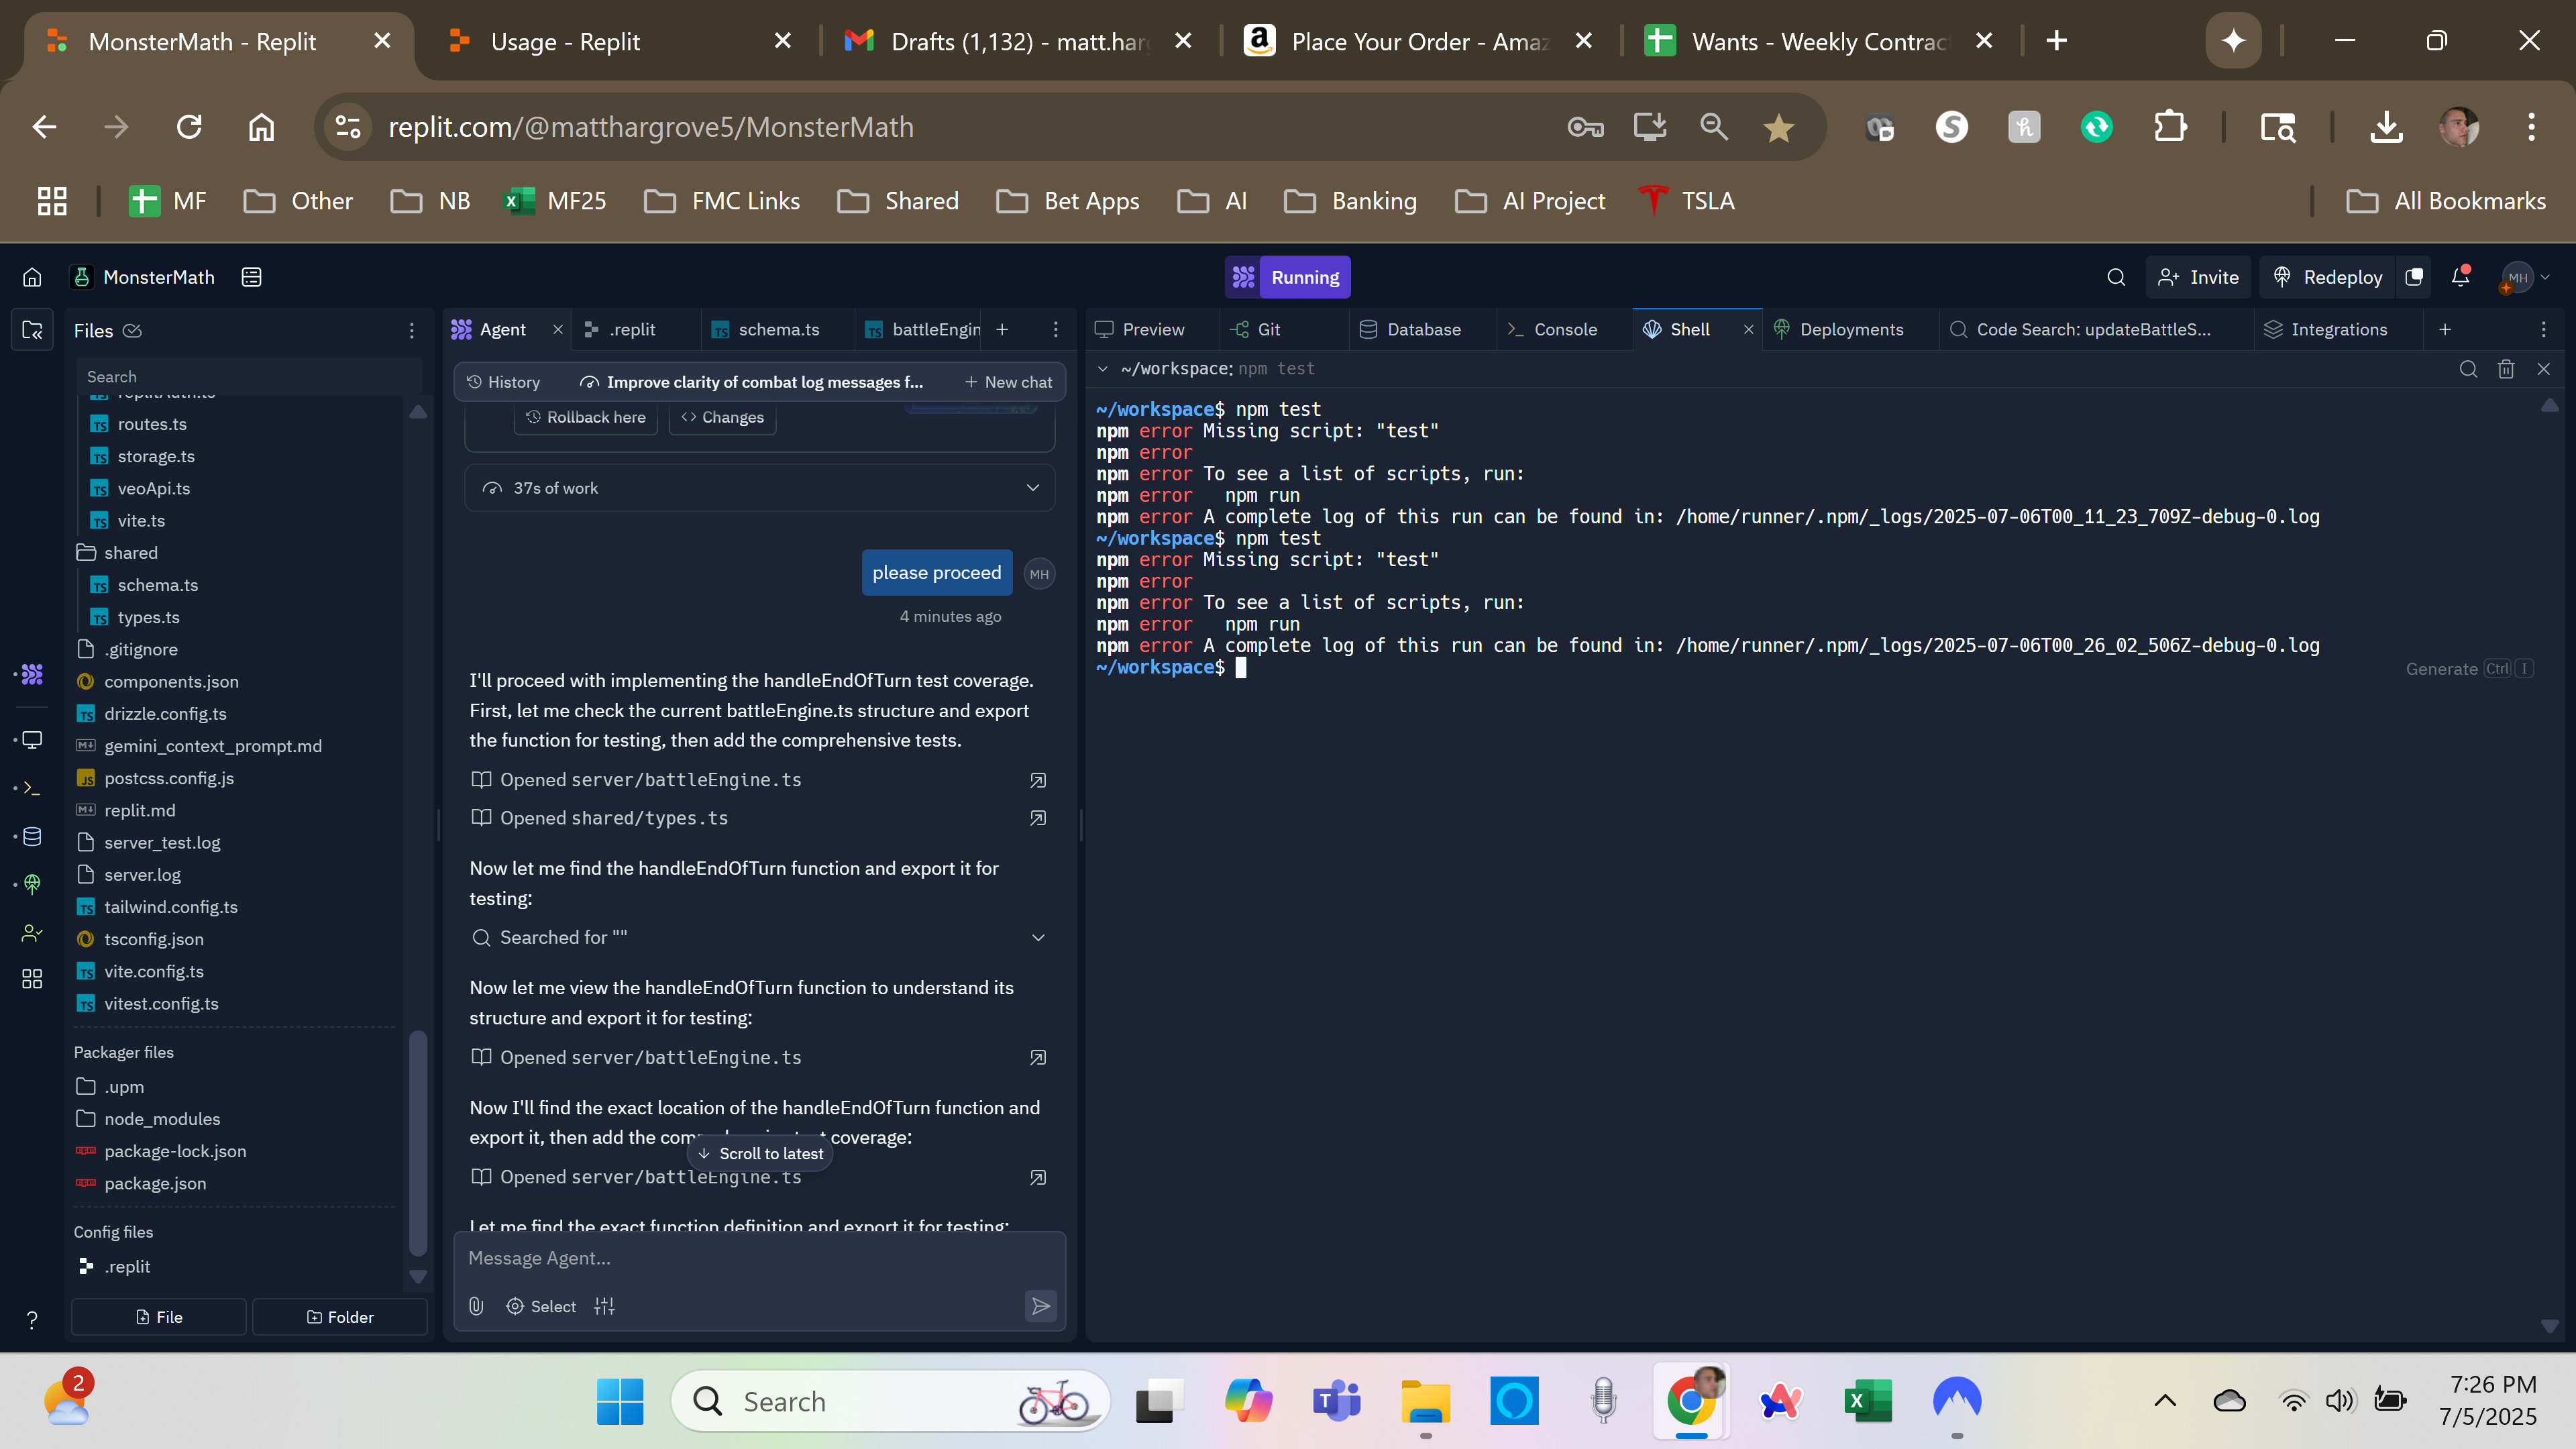 MonsterMath - Replit
Usage - Replit
Drafts (1,132) - matt.har
Place Your Order - Amaz
Wants - Weekly Contrac
replit.com/@matthargrove5/MonsterMath
MF
Other
NB
MF25
FMC Links
Shared
Bet Apps
AI
Banking
AI Project
TSLA
All Bookmarks
MonsterMath
Running
Invite
Redeploy
MH
Files
Search
replitAuth.ts
routes.ts
storage.ts
veoApi.ts
vite.ts
shared
schema.ts
types.ts
.gitignore
components.json
drizzle.config.ts
gemini_context_prompt.md
postcss.config.js
replit.md
server_test.log
server.log
tailwind.config.ts
tsconfig.json
vite.config.ts
vitest.config.ts
Packager files
.upm
node_modules
package-lock.json
package.json
Config files
.replit
File
Folder
Agent
.replit
schema.ts
battleEngin
History
Improve clarity of combat log messages f...
New chat
Rollback here
Changes
37s of work
please proceed
MH
4 minutes ago
I'll proceed with implementing the handleEndOfTurn test coverage.
First, let me check the current battleEngine.ts structure and export
the function for testing, then add the comprehensive tests.
Opened server/battleEngine.ts
Opened shared/types.ts
Now let me find the handleEndOfTurn function and export it for
testing:
Searched for ""
Now let me view the handleEndOfTurn function to understand its
structure and export it for testing:
Opened server/battleEngine.ts
Now I'll find the exact location of the handleEndOfTurn function and
export it, then add the comprehensive test coverage:
Scroll to latest
Opened server/battleEngine.ts
Let me find the exact function definition and export it for testing:
Message Agent...
Select
Preview
Git
Database
Console
Shell
Deployments
Code Search: updateBattleS...
Integrations
~/workspace: npm test
~/workspace$ npm test
npm error Missing script: "test"
npm error
npm error To see a list of scripts, run:
npm error   npm run
npm error A complete log of this run can be found in: /home/runner/.npm/_logs/2025-07-06T00_11_23_709Z-debug-0.log
~/workspace$ npm test
npm error Missing script: "test"
npm error
npm error To see a list of scripts, run:
npm error   npm run
npm error A complete log of this run can be found in: /home/runner/.npm/_logs/2025-07-06T00_26_02_506Z-debug-0.log
~/workspace$
Generate Ctrl I
2
Search
7:26 PM
7/5/2025